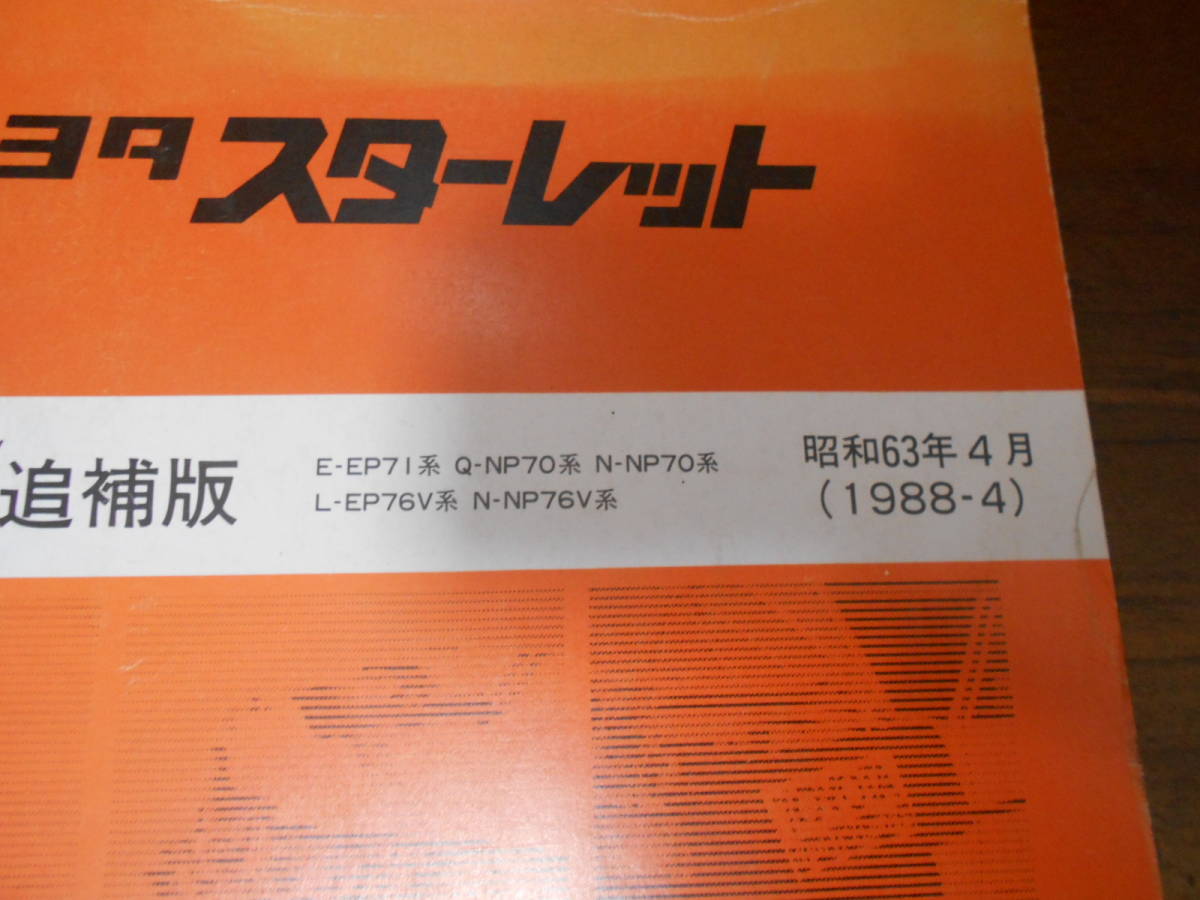 ヨタ スターレット
追補版
E-EP71系 Q-NP70系 N-NP70系
L-EP76V系 N-NP76V系
昭和63年4月
(1988-4)